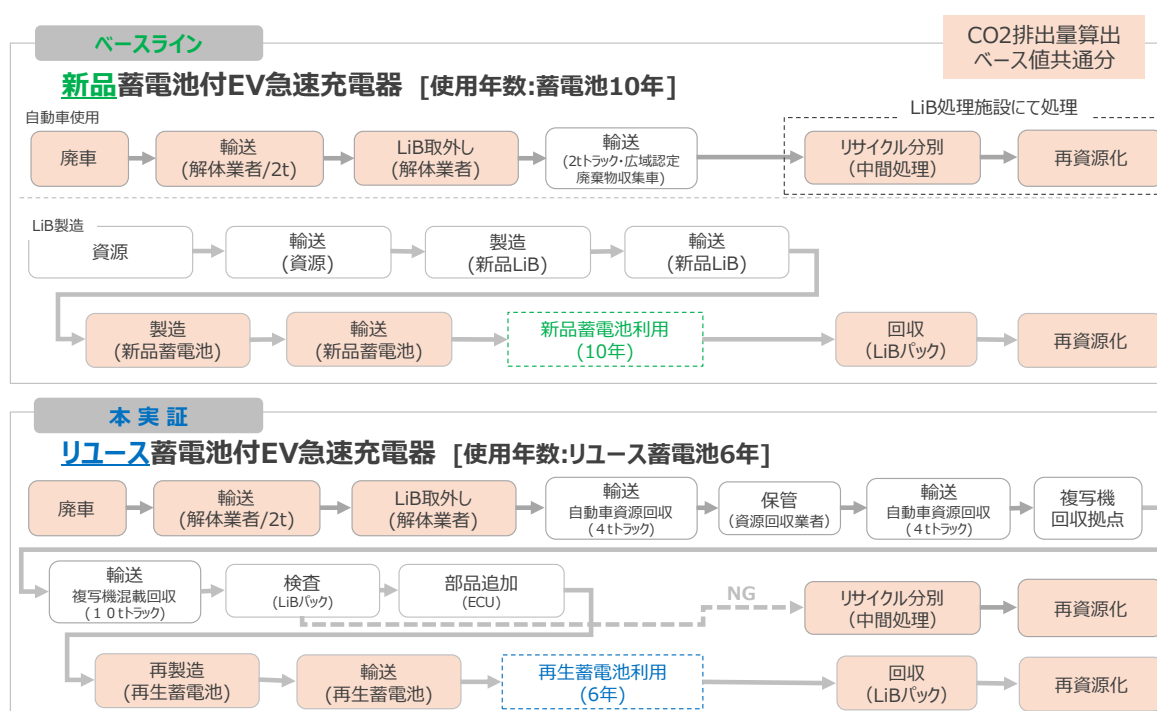 CO2排出量算出
ベース値共通分
ベースライン
新品蓄電池付EV急速充電器 [使用年数:蓄電池10年]
自動車使用
LiB処理施設にて処理
廃車
輸送
(解体業者/2t)
LiB取外し
(解体業者)
輸送
(2tトラック・広域認定
廃棄物収集車)
リサイクル分別
(中間処理)
再資源化
LiB製造
資源
輸送
(資源)
製造
(新品LiB)
輸送
(新品LiB)
製造
(新品蓄電池)
輸送
(新品蓄電池)
新品蓄電池利用
(10年)
回収
(LiBパック)
再資源化
本 実 証
リユース蓄電池付EV急速充電器 [使用年数:リユース蓄電池6年]
廃車
輸送
(解体業者/2t)
LiB取外し
(解体業者)
輸送
自動車資源回収
(4tトラック)
保管
(資源回収業者)
輸送
自動車資源回収
(4tトラック)
複写機
回収拠点
輸送
複写機混載回収
(10tトラック)
検査
(LiBパック)
部品追加
(ECU)
NG
リサイクル分別
(中間処理)
再資源化
再製造
(再生蓄電池)
輸送
(再生蓄電池)
再生蓄電池利用
(6年)
回収
(LiBパック)
再資源化